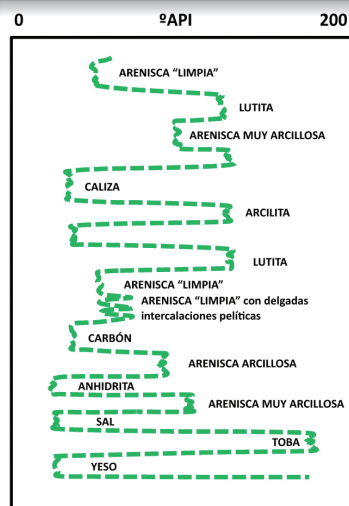 0 ºAPI 200
ARENISCA “LIMPIA”
LUTITA
ARENISCA MUY ARCILLOSA
CALIZA
ARCILITA
LUTITA
ARENISCA “LIMPIA”
ARENISCA “LIMPIA” con delgadas
intercalaciones pelíticas
CARBÓN
ARENISCA ARCILLOSA
ANHIDRITA
ARENISCA MUY ARCILLOSA
SAL
TOBA
YESO